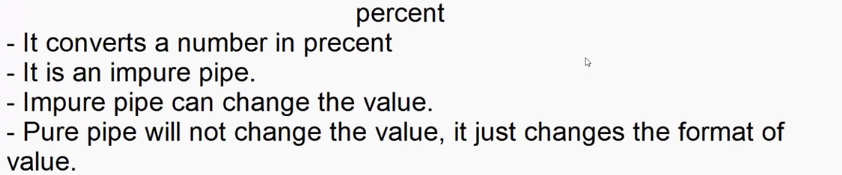 percent
- It converts a number in precent
- It is an impure pipe.
- Impure pipe can change the value.
- Pure pipe will not change the value, it just changes the format of
value.